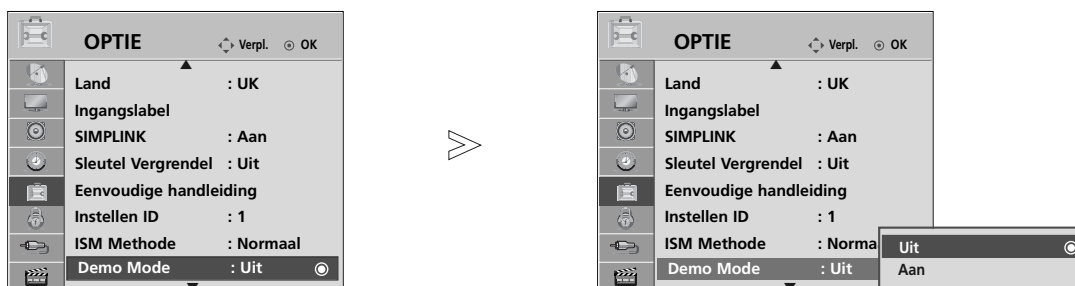 OPTIE Verpl. OK
Land : UK
Ingangslabel
SIMPLINK : Aan
Sleutel Vergrendel : Uit
Eenvoudige handleiding
Instellen ID : 1
ISM Methode : Normaal
Demo Mode : Uit
OPTIE Verpl. OK
Land : UK
Ingangslabel
SIMPLINK : Aan
Sleutel Vergrendel : Uit
Eenvoudige handleiding
Instellen ID : 1
ISM Methode : Norma
Demo Mode : Uit
Uit
Aan